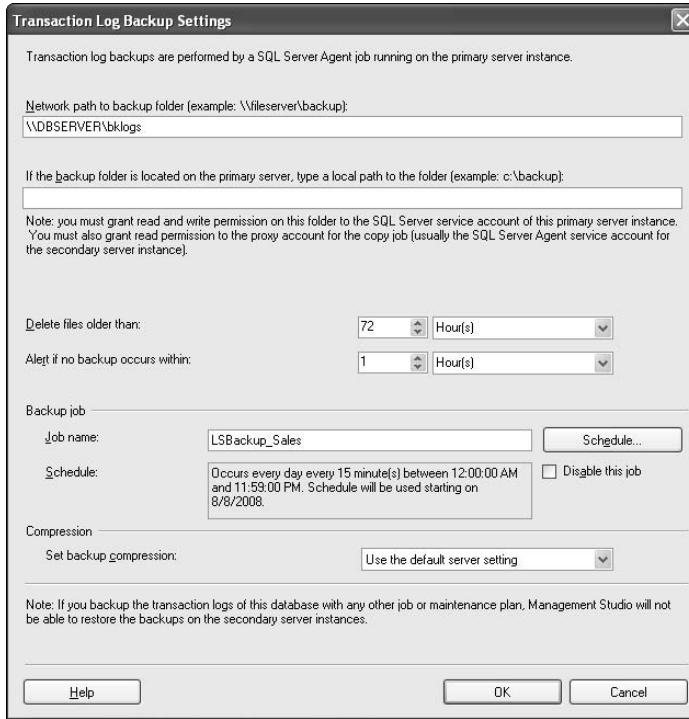 Transaction Log Backup Settings
Transaction log backups are performed by a SQL Server Agent job running on the primary server instance.
Network path to backup folder (example: \\fileserver\backup):
\\DBSERVER\bklogs
If the backup folder is located on the primary server, type a local path to the folder (example: c:\backup):
Note: you must grant read and write permission on this folder to the SQL Server service account of this primary server instance.
You must also grant read permission to the proxy account for the copy job (usually the SQL Server Agent service account for
the secondary server instance).
Delete files older than: 72 Hour(s)
Alert if no backup occurs within: 1 Hour(s)
Backup job
Job name: LSBackup_Sales Schedule...
Schedule: Occurs every day every 15 minute(s) between 12:00:00 AM Disable this job
and 11:59:00 PM. Schedule will be used starting on
8/8/2008.
Compression
Set backup compression: Use the default server setting
Note: If you backup the transaction logs of this database with any other job or maintenance plan, Management Studio will not
be able to restore the backups on the secondary server instances.
Help OK Cancel